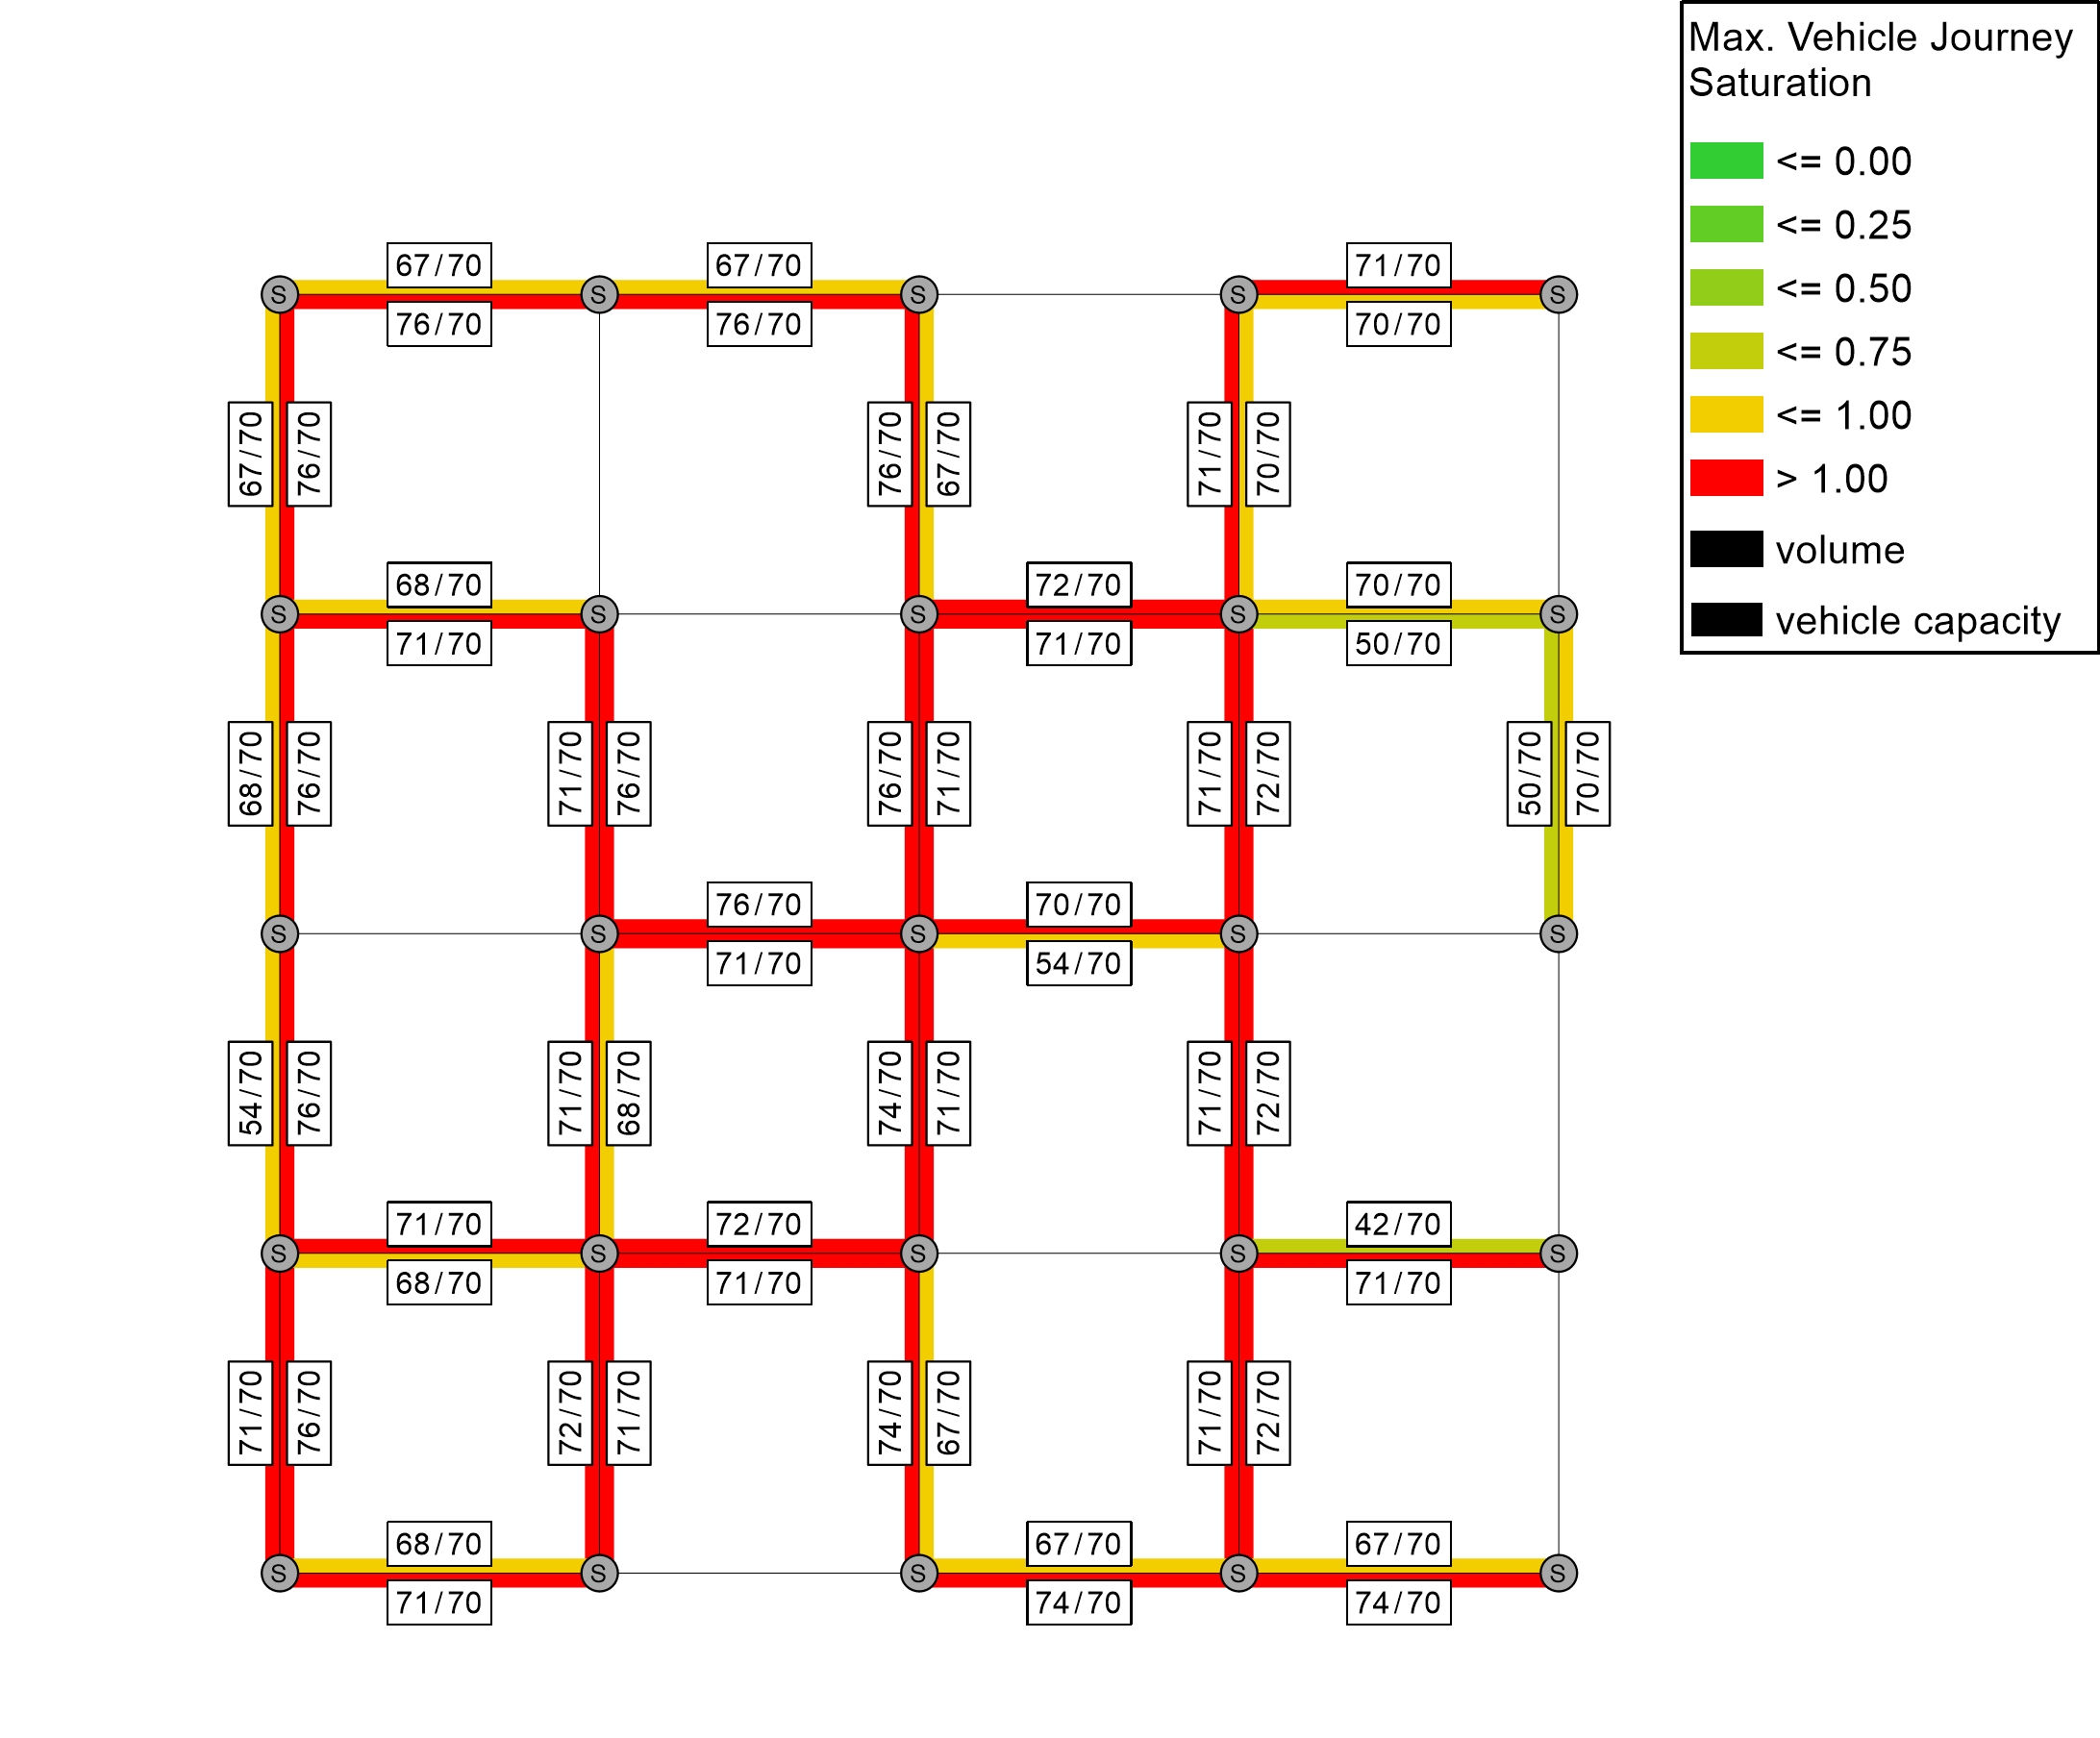 Max. Vehicle Journey
Saturation
<= 0.00
<= 0.25
<= 0.50
<= 0.75
<= 1.00
> 1.00
volume
vehicle capacity
67/70 67/70 71/70
S S S S S
76/70 76/70 70/70
67/70 76/70 76/70 67/70 71/70 70/70
68/70 72/70 70/70
S S S S S
71/70 71/70 50/70
68/70 76/70 71/70 76/70 76/70 71/70 71/70 72/70 50/70 70/70
76/70 70/70
S S S S S
71/70 54/70
54/70 76/70 71/70 68/70 74/70 71/70 71/70 72/70
71/70 72/70 42/70
S S S S S
68/70 71/70 71/70
71/70 76/70 72/70 71/70 74/70 67/70 71/70 72/70
68/70 67/70 67/70
S S S S S
71/70 74/70 74/70